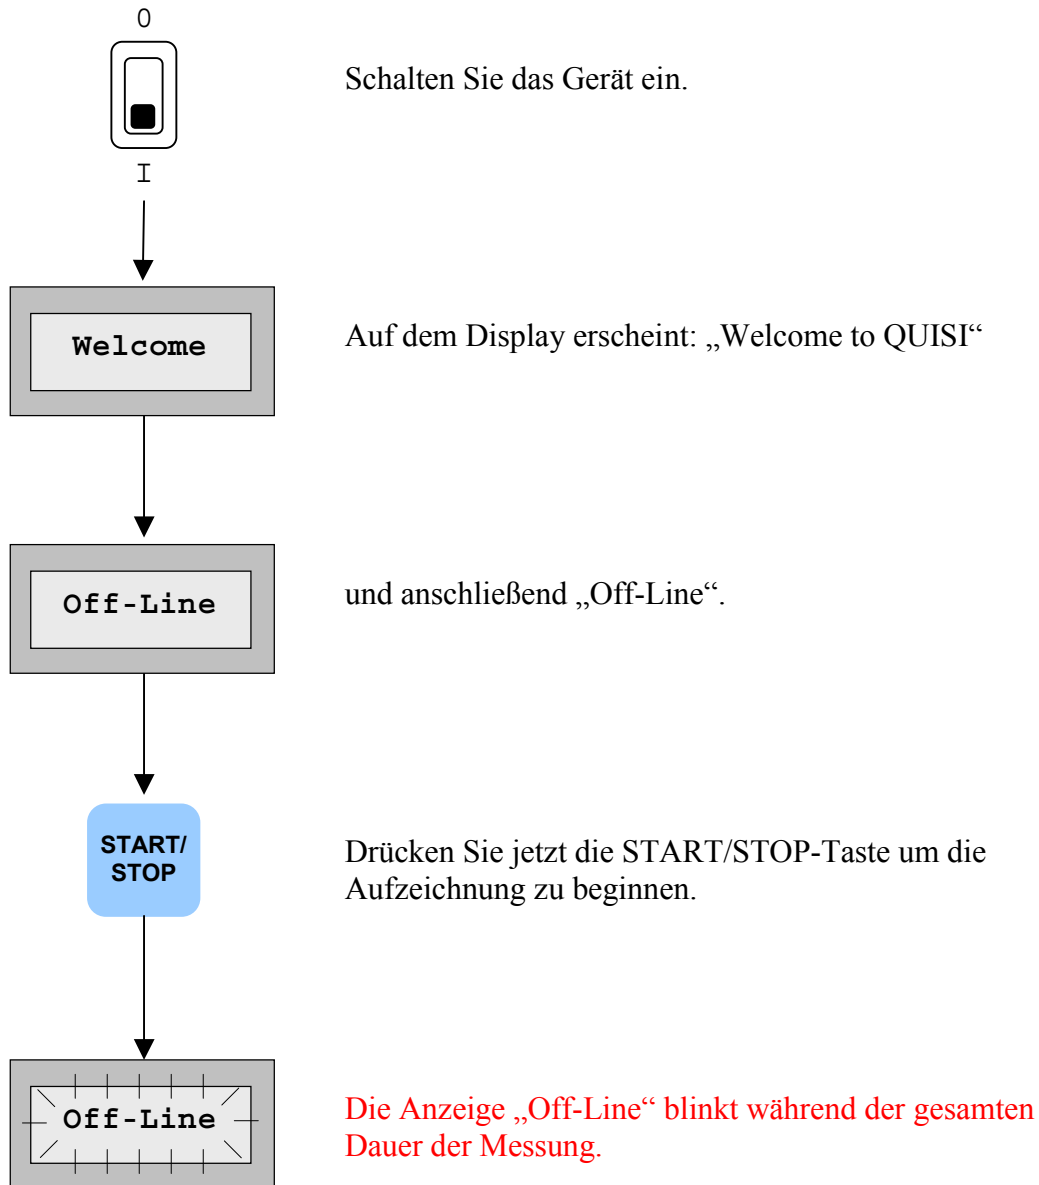 0
Schalten Sie das Gerät ein.
I
Welcome
Auf dem Display erscheint: „Welcome to QUISI“
Off-Line
und anschließend „Off-Line“.
START/
STOP
Drücken Sie jetzt die START/STOP-Taste um die
Aufzeichnung zu beginnen.
Off-Line
Die Anzeige „Off-Line“ blinkt während der gesamten
Dauer der Messung.